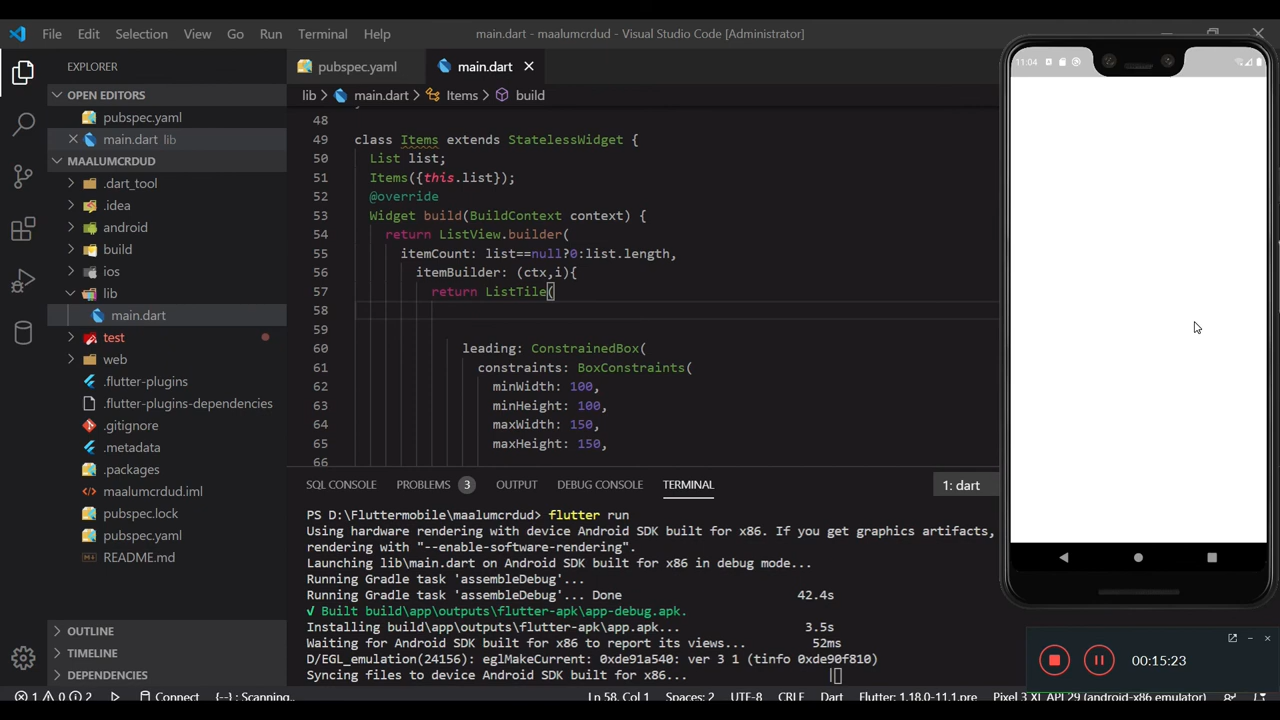 File Edit Selection View Go Run Terminal Help
main.dart - maalumcrdud - Visual Studio Code [Administrator]
EXPLORER
OPEN EDITORS
pubspec.yaml
main.dart lib
MAALUMCRDUD
.dart_tool
.idea
android
build
ios
lib
main.dart
test
web
.flutter-plugins
.flutter-plugins-dependencies
.gitignore
.metadata
.packages
maalumcrdud.iml
pubspec.lock
pubspec.yaml
README.md
OUTLINE
TIMELINE
DEPENDENCIES
pubspec.yaml
main.dart
lib > main.dart > Items > build
48
49 class Items extends StatelessWidget {
50 List list;
51 Items({this.list});
52 @override
53 Widget build(BuildContext context) {
54 return ListView.builder(
55 itemCount: list==null?0:list.length,
56 itemBuilder: (ctx,i){
57 return ListTile(
58
59
60 leading: ConstrainedBox(
61 constraints: BoxConstraints(
62 minWidth: 100,
63 minHeight: 100,
64 maxWidth: 150,
65 maxHeight: 150,
66
SQL CONSOLE PROBLEMS 3 OUTPUT DEBUG CONSOLE TERMINAL 1: dart
PS D:\Fluttermobile\maalumcrdud> flutter run
Using hardware rendering with device Android SDK built for x86. If you get graphics artifacts,
rendering with "--enable-software-rendering".
Launching lib\main.dart on Android SDK built for x86 in debug mode...
Running Gradle task 'assembleDebug'...
Running Gradle task 'assembleDebug'... Done 42.4s
√ Built build\app\outputs\flutter-apk\app-debug.apk.
Installing build\app\outputs\flutter-apk\app.apk... 3.5s
Waiting for Android SDK built for x86 to report its views... 52ms
D/EGL_emulation(24156): eglMakeCurrent: 0xde91a540: ver 3 1 (tinfo 0xde90f810)
Syncing files to device Android SDK built for x86... |
1 0 2 Connect {..} : Scanning...
Ln 58, Col 1 Spaces: 2 UTF-8 CRLF Dart Flutter: 1.18.0-11.1.pre Pixel 3 XL API 29 (android-x86 emulator)
11:04
00:15:23